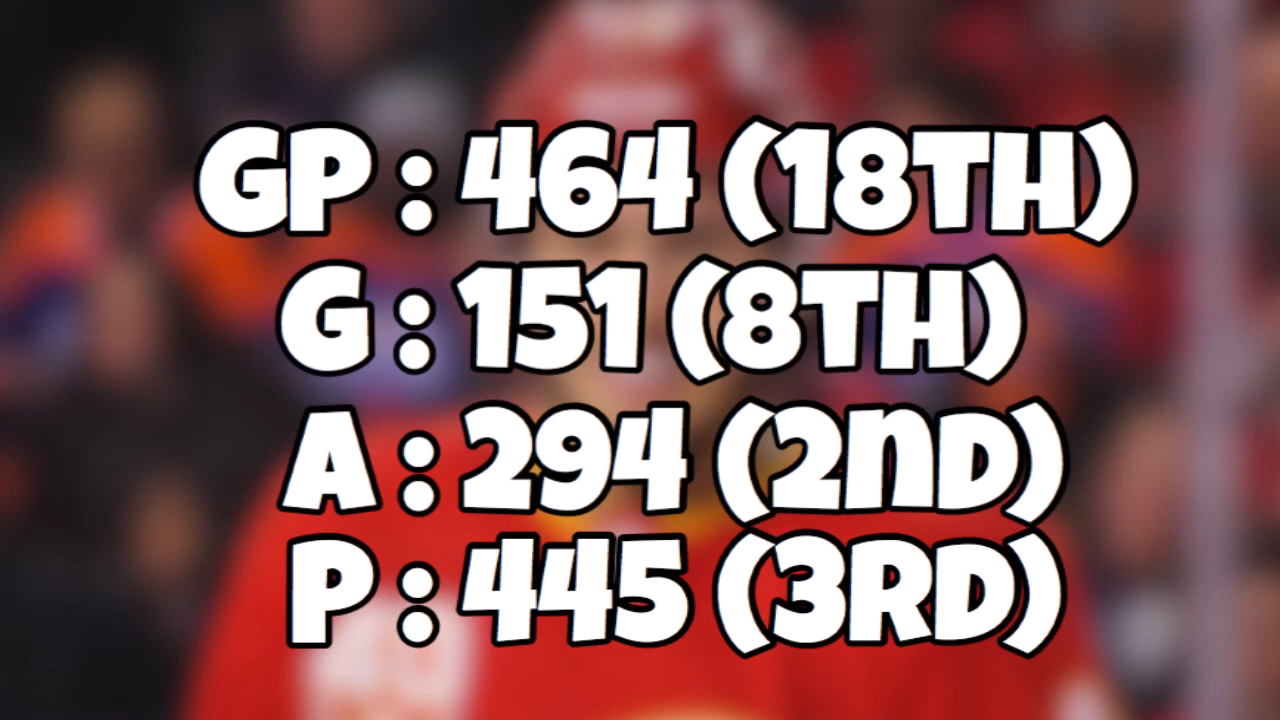 GP : 464 (18TH)
G : 151 (8TH)
A : 294 (2ND)
P : 445 (3RD)